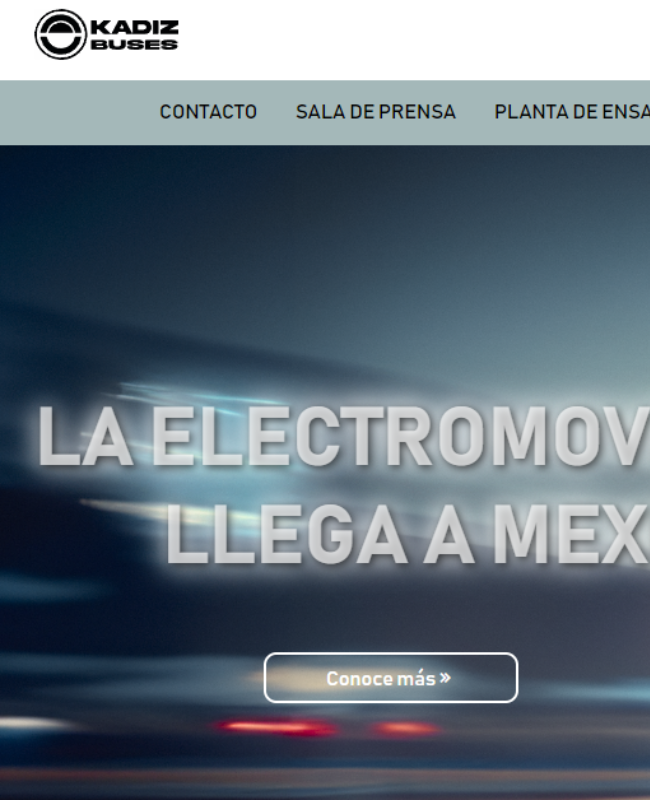 KADIZ
BUSES
CONTACTO SALA DE PRENSA PLANTA DE ENSA
LA ELECTROMOV
LLEGA A MEX
Conoce más »